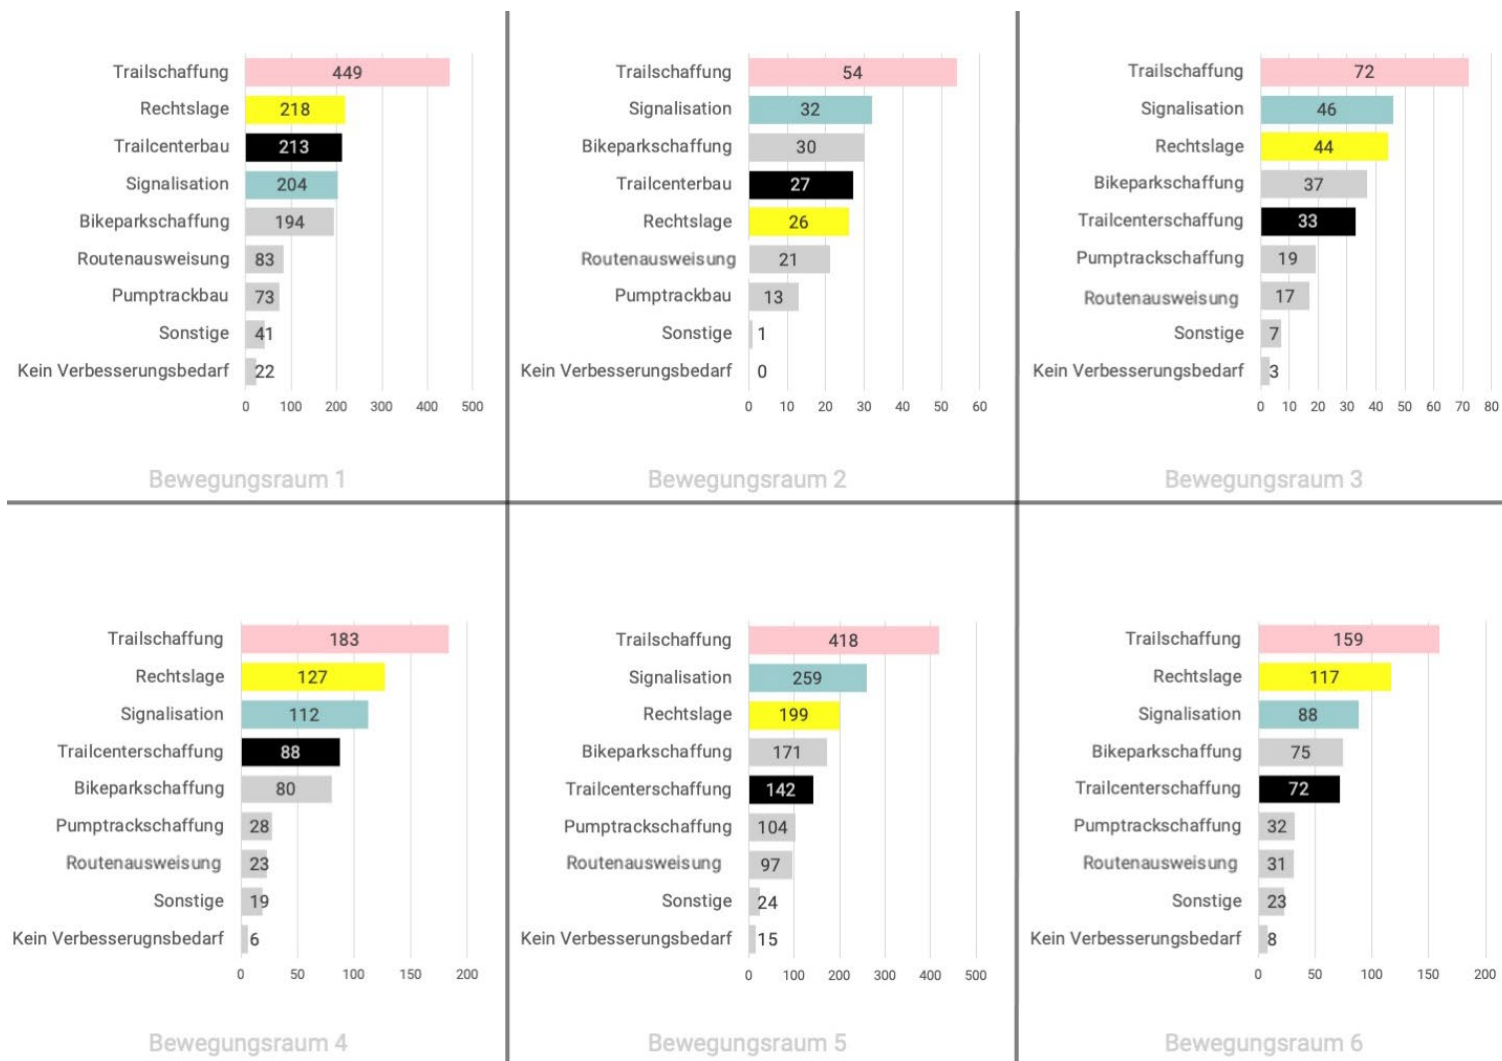 Trailschaffung 449
Rechtslage 218
Trailcenterbau 213
Signalisation 204
Bikeparkschaffung 194
Routenausweisung 83
Pumptrackbau 73
Sonstige 41
Kein Verbesserungsbedarf 22
0 100 200 300 400 500
Bewegungsraum 1
Trailschaffung 54
Signalisation 32
Bikeparkschaffung 30
Trailcenterbau 27
Rechtslage 26
Routenausweisung 21
Pumptrackbau 13
Sonstige 1
Kein Verbesserungsbedarf 0
0 10 20 30 40 50 60
Bewegungsraum 2
Trailschaffung 72
Signalisation 46
Rechtslage 44
Bikeparkschaffung 37
Trailcenterschaffung 33
Pumptrackschaffung 19
Routenausweisung 17
Sonstige 7
Kein Verbesserungsbedarf 3
0 10 20 30 40 50 60 70 80
Bewegungsraum 3
Trailschaffung 183
Rechtslage 127
Signalisation 112
Trailcenterschaffung 88
Bikeparkschaffung 80
Pumptrackschaffung 28
Routenausweisung 23
Sonstige 19
Kein Verbesserugnsbedarf 6
0 50 100 150 200
Bewegungsraum 4
Trailschaffung 418
Signalisation 259
Rechtslage 199
Bikeparkschaffung 171
Trailcenterschaffung 142
Pumptrackschaffung 104
Routenausweisung 97
Sonstige 24
Kein Verbesserungsbedarf 15
0 100 200 300 400 500
Bewegungsraum 5
Trailschaffung 159
Rechtslage 117
Signalisation 88
Bikeparkschaffung 75
Trailcenterschaffung 72
Pumptrackschaffung 32
Routenausweisung 31
Sonstige 23
Kein Verbesserungsbedarf 8
0 50 100 150 200
Bewegungsraum 6